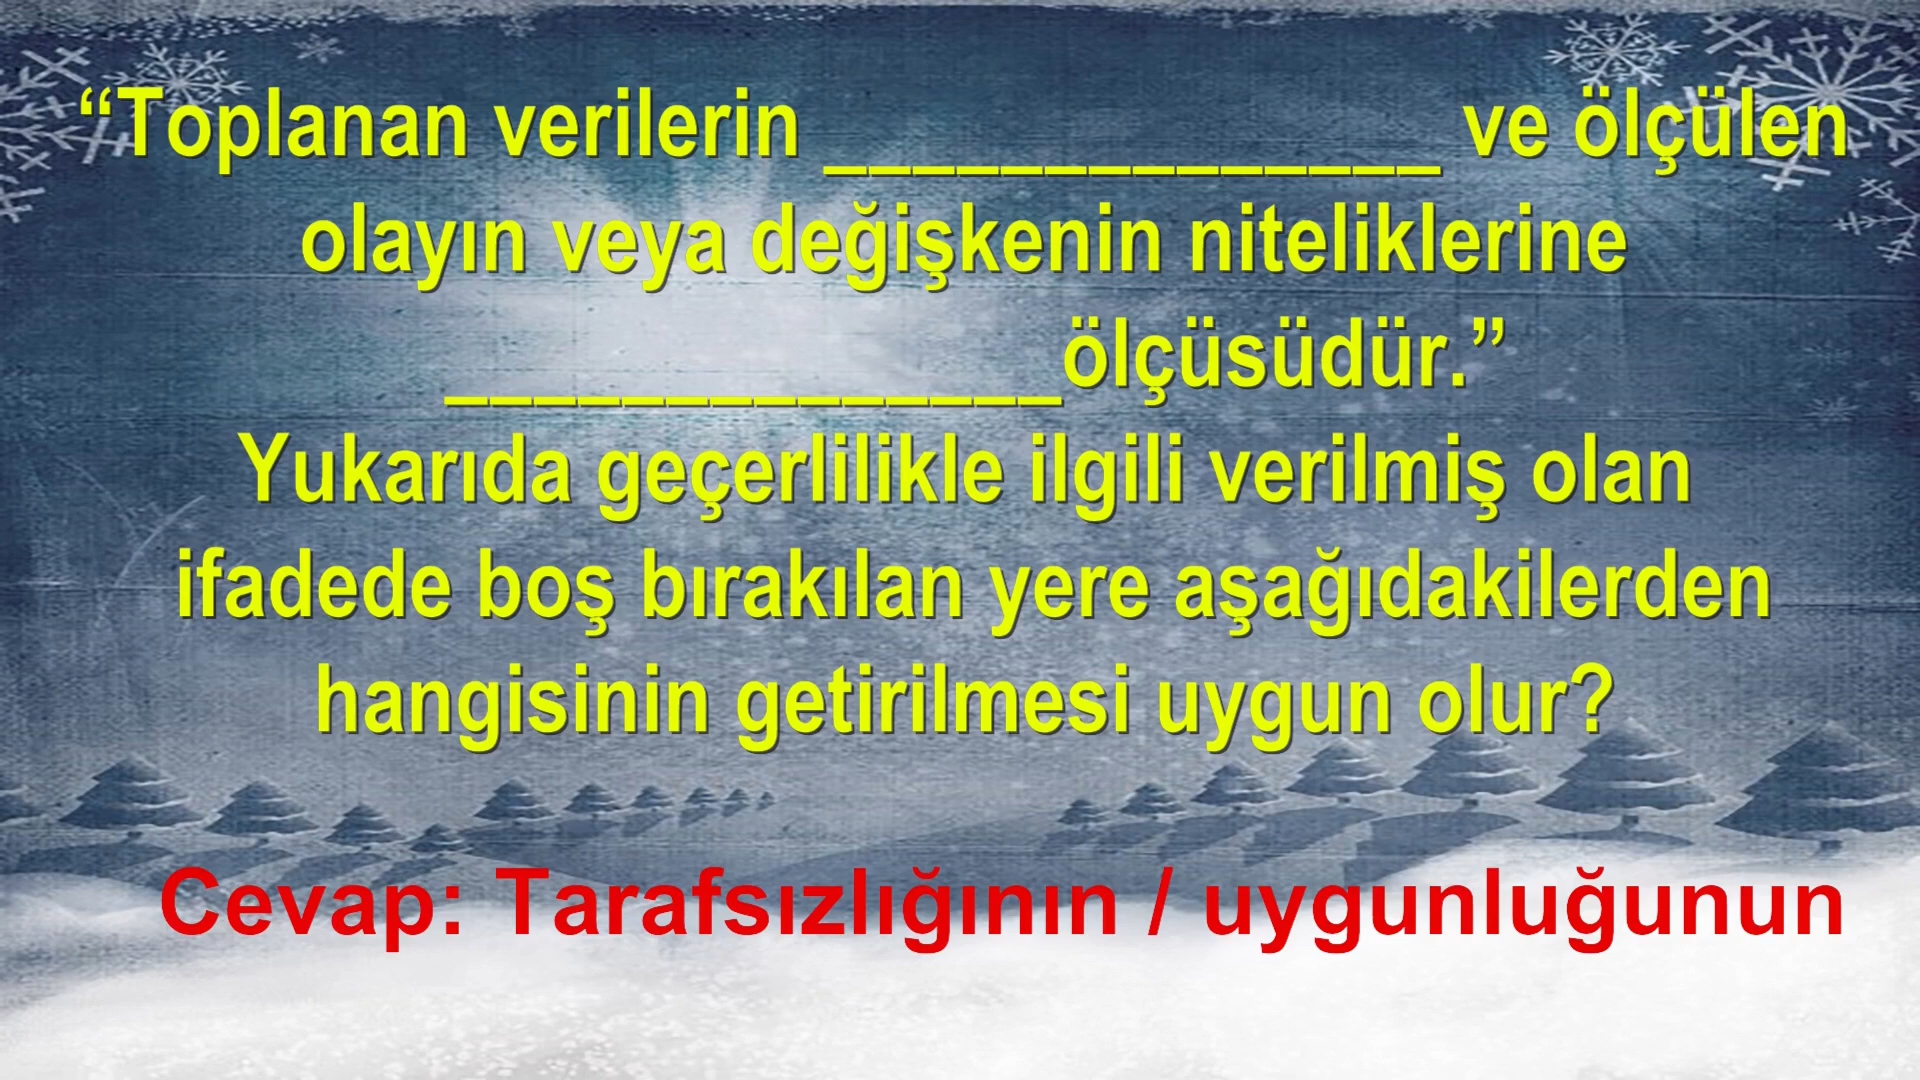 “Toplanan verilerin _______________ ve ölçülen
olayın veya değişkenin niteliklerine
_______________ölçüsüdür.”
Yukarıda geçerlilikle ilgili verilmiş olan
ifadede boş bırakılan yere aşağıdakilerden
hangisinin getirilmesi uygun olur?
Cevap: Tarafsızlığının / uygunluğunun